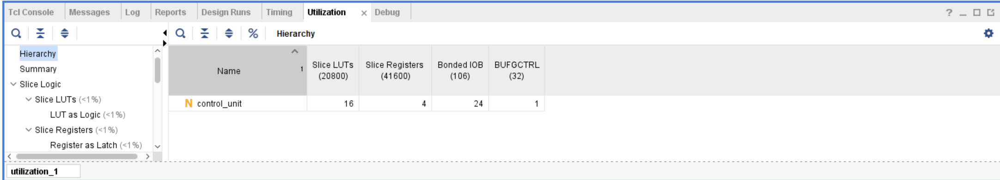 Tcl Console Messages Log Reports Design Runs Timing Utilization × Debug ?
% Hierarchy
Hierarchy
Summary
Slice Logic
Slice LUTs (<1%)
LUT as Logic (<1%)
Slice Registers (<1%)
Register as Latch (<1%)
Name 1 Slice LUTs (20800) Slice Registers (41600) Bonded IOB (106) BUFGCTRL (32)
N control_unit 16 4 24 1
utilization_1